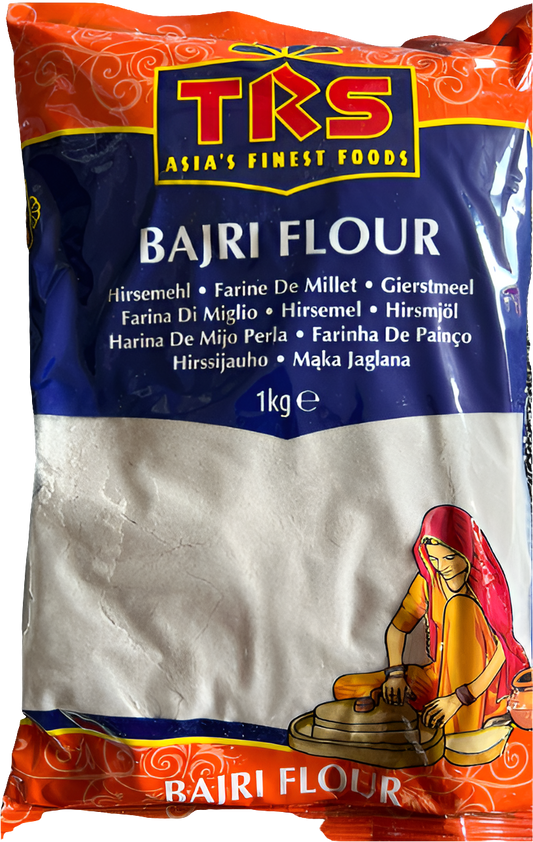 TRS
ASIA'S FINEST FOODS
BAJRI FLOUR
Hirsemehl • Farine De Millet • Gierstmeel
Farina Di Miglio • Hirsemel • Hirsmjöl
Harina De Mijo Perla • Farinha De Painço
Hirssijauho • Mąka Jaglana
1kg ℮
BAJRI FLOUR